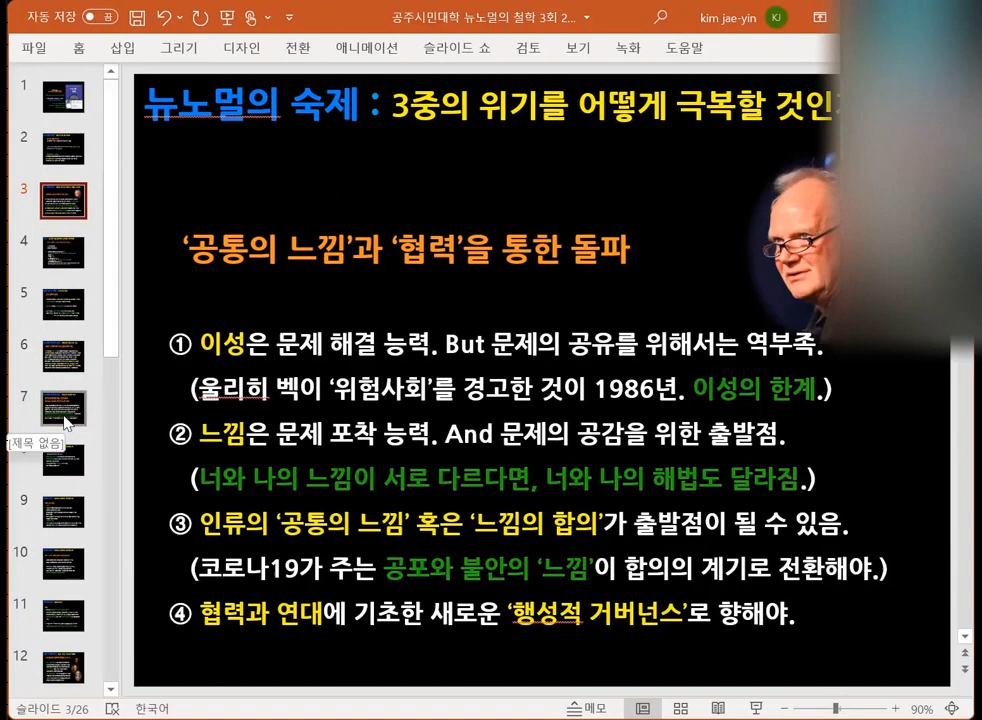 자동 저장 끔 공주시민대학 뉴노멀의 철학 3회 2... kim jae-yin KJ
파일 홈 삽입 그리기 디자인 전환 애니메이션 슬라이드 쇼 검토 보기 녹화 도움말
뉴노멀의 숙제 : 3중의 위기를 어떻게 극복할 것인
‘공통의 느낌’과 ‘협력’을 통한 돌파
① 이성은 문제 해결 능력. But 문제의 공유를 위해서는 역부족.
(울리히 벡이 ‘위험사회’를 경고한 것이 1986년. 이성의 한계.)
② 느낌은 문제 포착 능력. And 문제의 공감을 위한 출발점.
(너와 나의 느낌이 서로 다르다면, 너와 나의 해법도 달라짐.)
③ 인류의 ‘공통의 느낌’ 혹은 ‘느낌의 합의’가 출발점이 될 수 있음.
(코로나19가 주는 공포와 불안의 ‘느낌’이 합의의 계기로 전환해야.)
④ 협력과 연대에 기초한 새로운 ‘행성적 거버넌스’로 향해야.
1
2
3
4
5
6
7
[제목 없음]
9
10
11
12
슬라이드 3/26 한국어 메모 90%